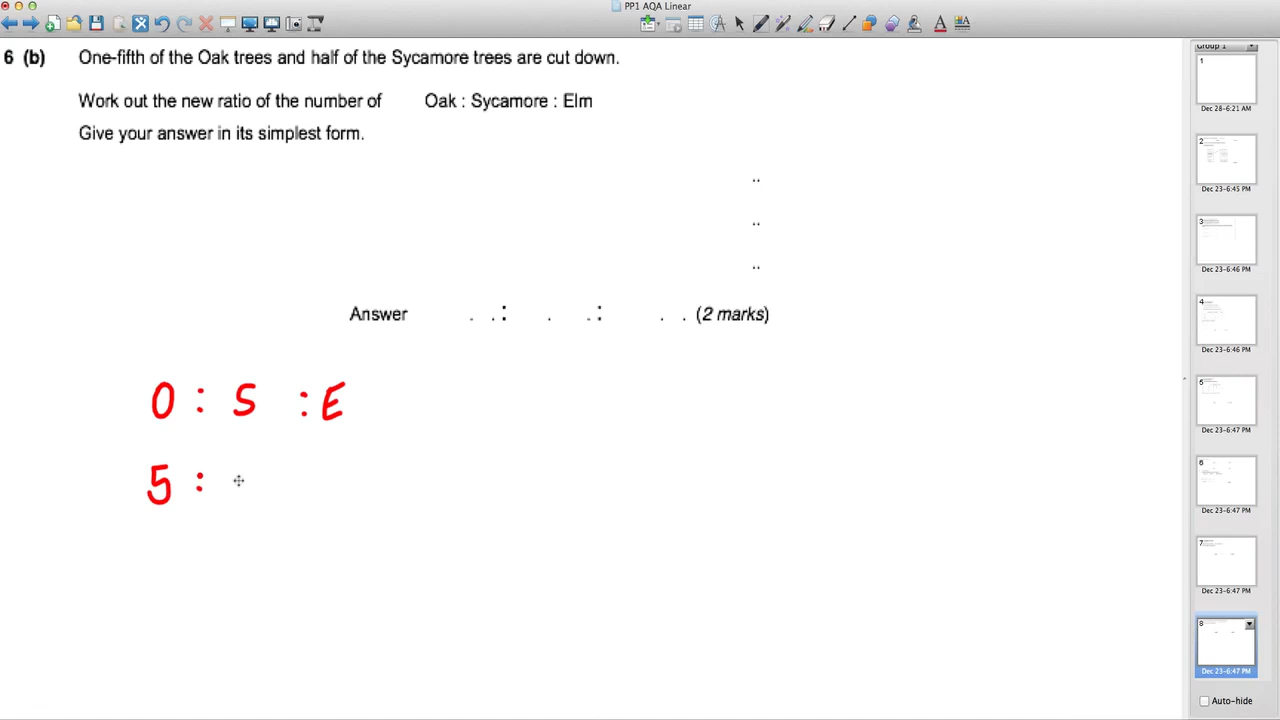 PP1 AQA Linear
6 (b) One-fifth of the Oak trees and half of the Sycamore trees are cut down.
Work out the new ratio of the number of Oak : Sycamore : Elm
Give your answer in its simplest form.
..
..
..
Answer . . : . . : . . (2 marks)
O : S : E
5 :
Group 1
1
Dec 28-6:21 AM
2
Dec 23-6:45 PM
3
Dec 23-6:46 PM
4
Dec 23-6:46 PM
5
Dec 23-6:47 PM
6
Dec 23-6:47 PM
7
Dec 23-6:47 PM
8
Dec 23-6:47 PM
Auto-hide